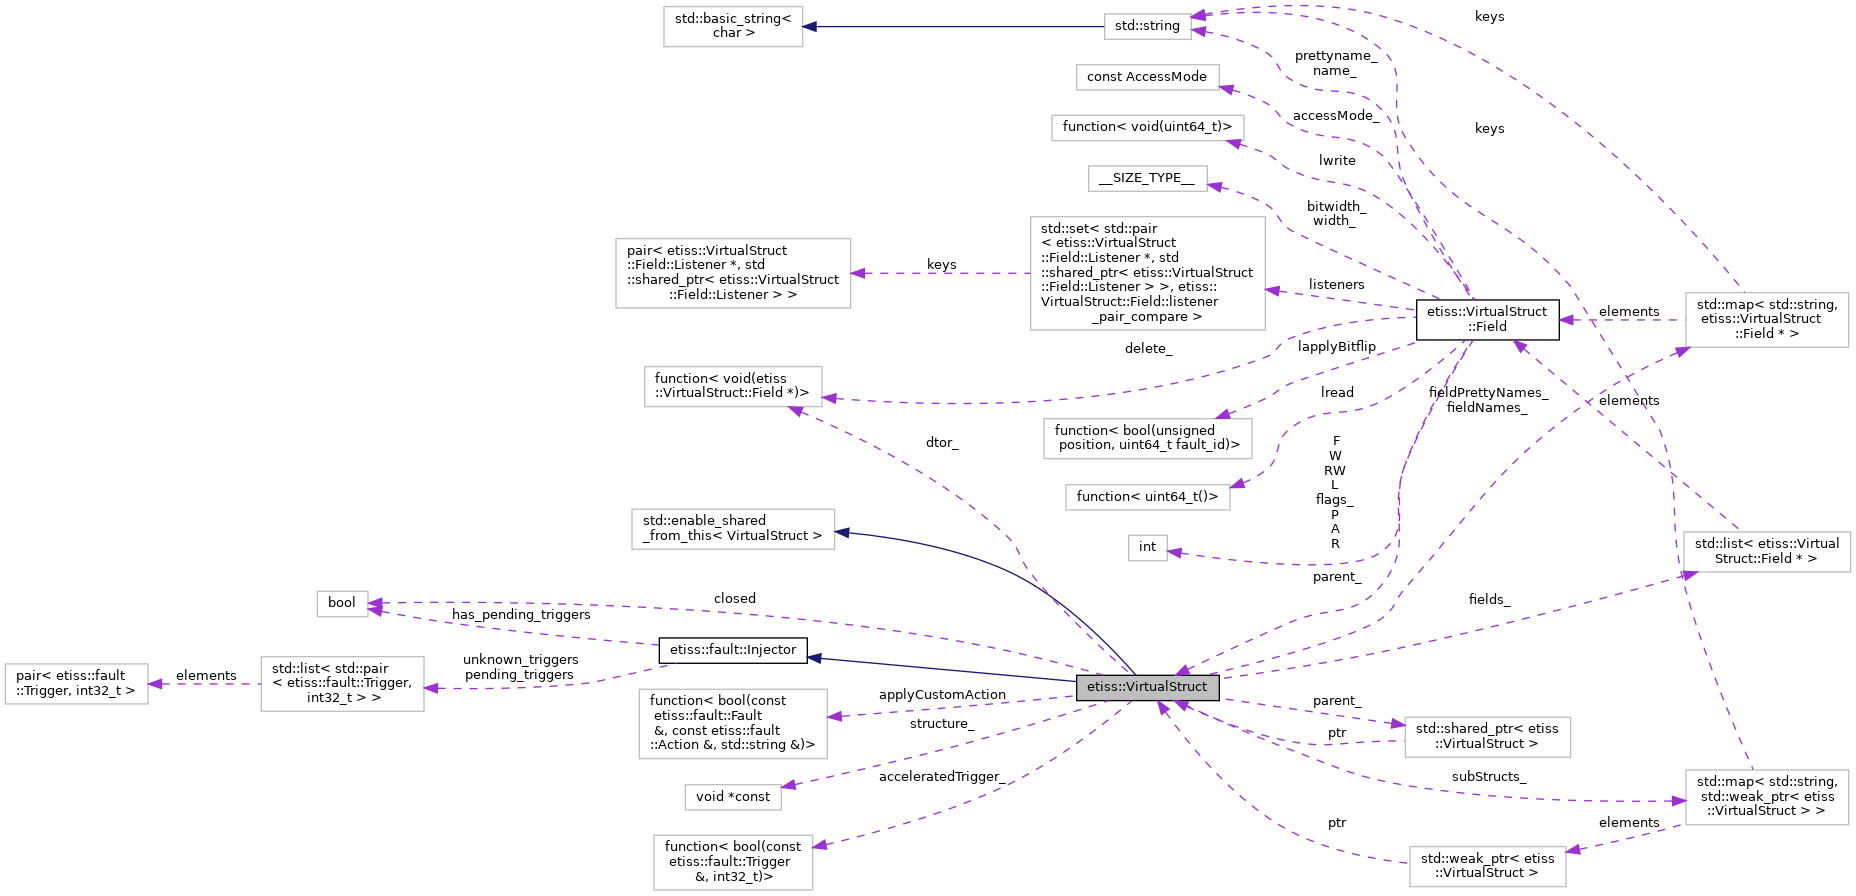 std::basic_string<
char >
std::string
const AccessMode
function< void(uint64_t)>
__SIZE_TYPE__
pair< etiss::VirtualStruct
::Field::Listener *, std
::shared_ptr< etiss::VirtualStruct
::Field::Listener > >
keys
std::set< std::pair
< etiss::VirtualStruct
::Field::Listener *, std
::shared_ptr< etiss::VirtualStruct
::Field::Listener > >, etiss::
VirtualStruct::Field::listener
_pair_compare >
keys
prettyname_
name_
accessMode_
keys
lwrite
bitwidth_
width_
listeners
etiss::VirtualStruct
::Field
elements
std::map< std::string,
etiss::VirtualStruct
::Field * >
delete_
lapplyBitflip
function< void(etiss
::VirtualStruct::Field *)>
lread
fieldPrettyNames_
fieldNames_
elements
function< bool(unsigned
position, uint64_t fault_id)>
dtor_
F
W
RW
L
flags_
P
A
R
function< uint64_t()>
std::enable_shared
_from_this< VirtualStruct >
int
std::list< etiss::Virtual
Struct::Field * >
parent_
bool
closed
has_pending_triggers
fields_
etiss::fault::Injector
unknown_triggers
pending_triggers
pair< etiss::fault
::Trigger, int32_t >
elements
std::list< std::pair
< etiss::fault::Trigger,
int32_t > >
etiss::VirtualStruct
function< bool(const
etiss::fault::Fault
&, const etiss::fault
::Action &, std::string &)>
applyCustomAction
structure_
parent_
ptr
std::shared_ptr< etiss
::VirtualStruct >
void *const
acceleratedTrigger_
subStructs_
std::map< std::string,
std::weak_ptr< etiss
::VirtualStruct > >
function< bool(const
etiss::fault::Trigger
&, int32_t)>
ptr
elements
std::weak_ptr< etiss
::VirtualStruct >